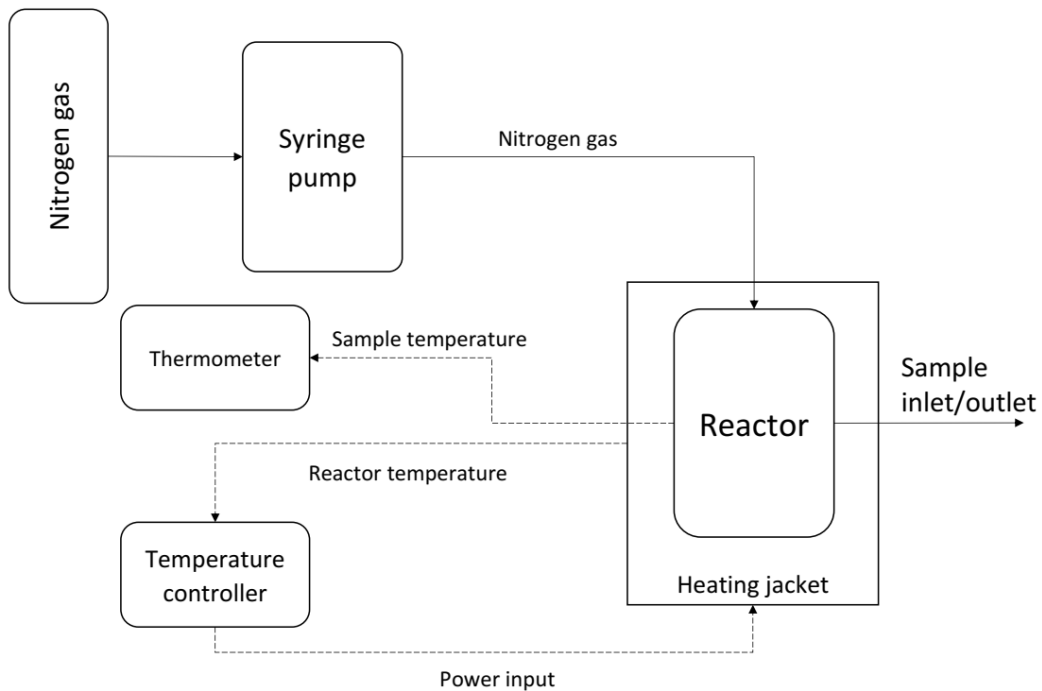 Nitrogen gas
Syringe
pump
Nitrogen gas
Thermometer
Sample temperature
Reactor
Sample
inlet/outlet
Reactor temperature
Temperature
controller
Heating jacket
Power input